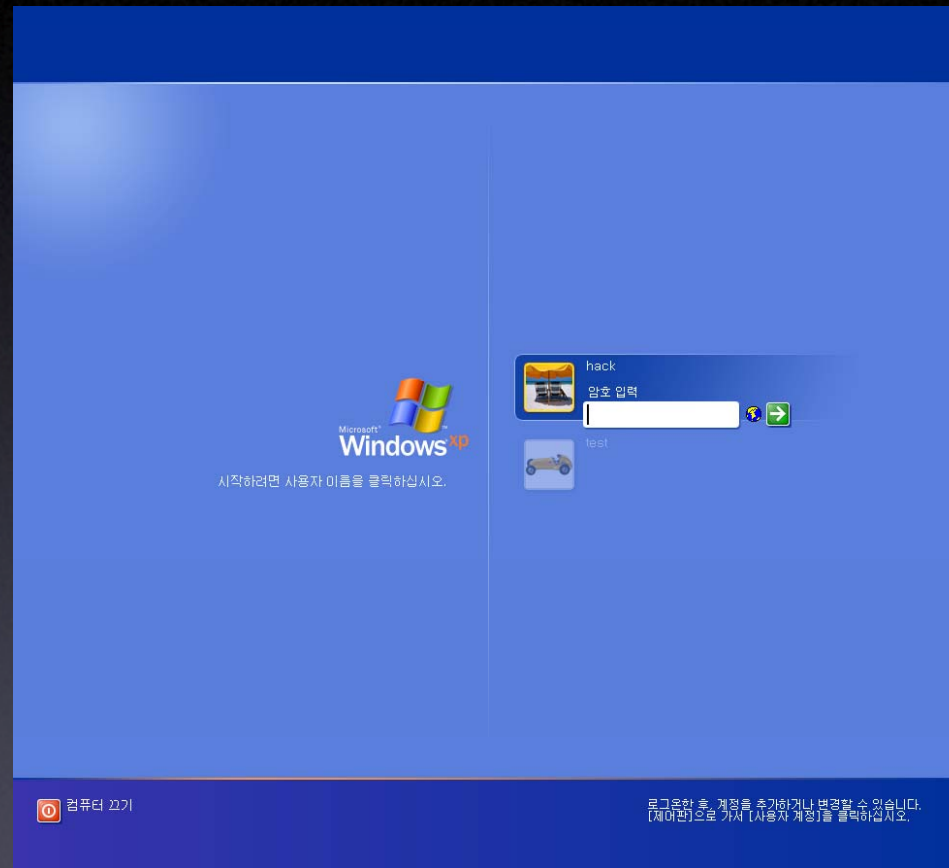 Microsoft
Windows xp
시작하려면 사용자 이름을 클릭하십시오.
hack
암호 입력
test
컴퓨터 끄기
로그온한 후, 계정을 추가하거나 변경할 수 있습니다.
[제어판]으로 가서 [사용자 계정]을 클릭하십시오.